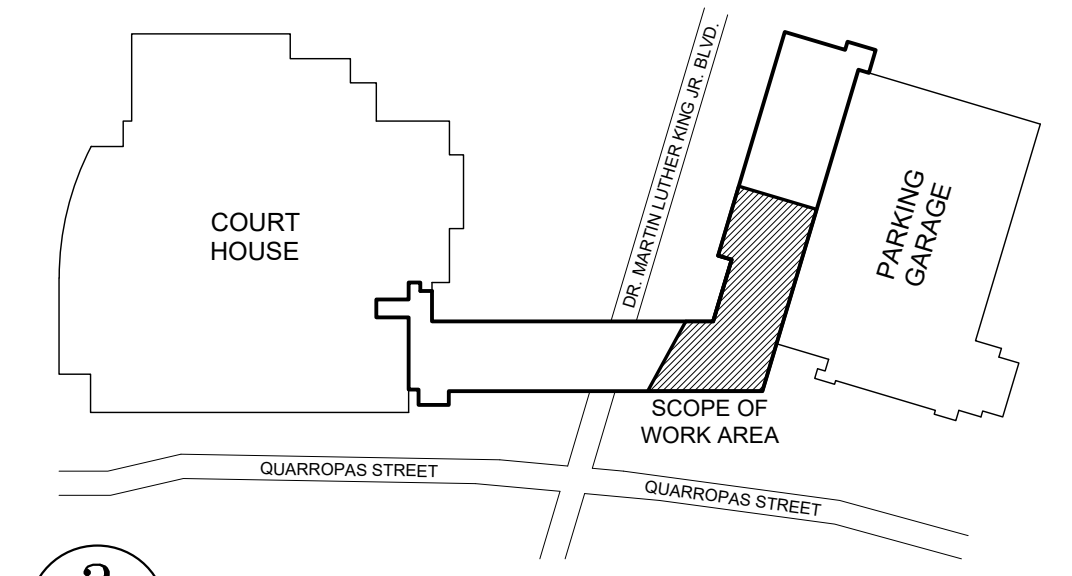 DR. MARTIN LUTHER KING JR. BLVD.
COURT
HOUSE
PARKING
GARAGE
SCOPE OF
WORK AREA
QUARROPAS STREET
QUARROPAS STREET